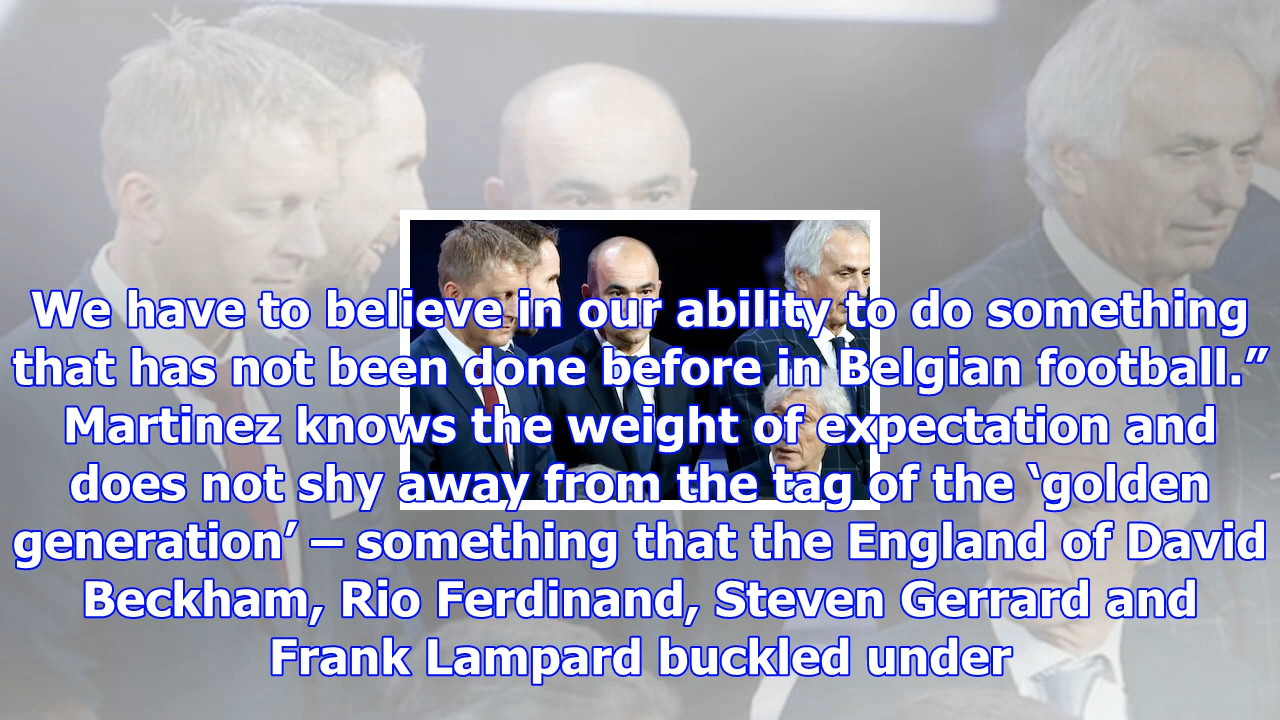 We have to believe in our ability to do something
that has not been done before in Belgian football.”
Martinez knows the weight of expectation and
does not shy away from the tag of the ‘golden
generation’ – something that the England of David
Beckham, Rio Ferdinand, Steven Gerrard and
Frank Lampard buckled under